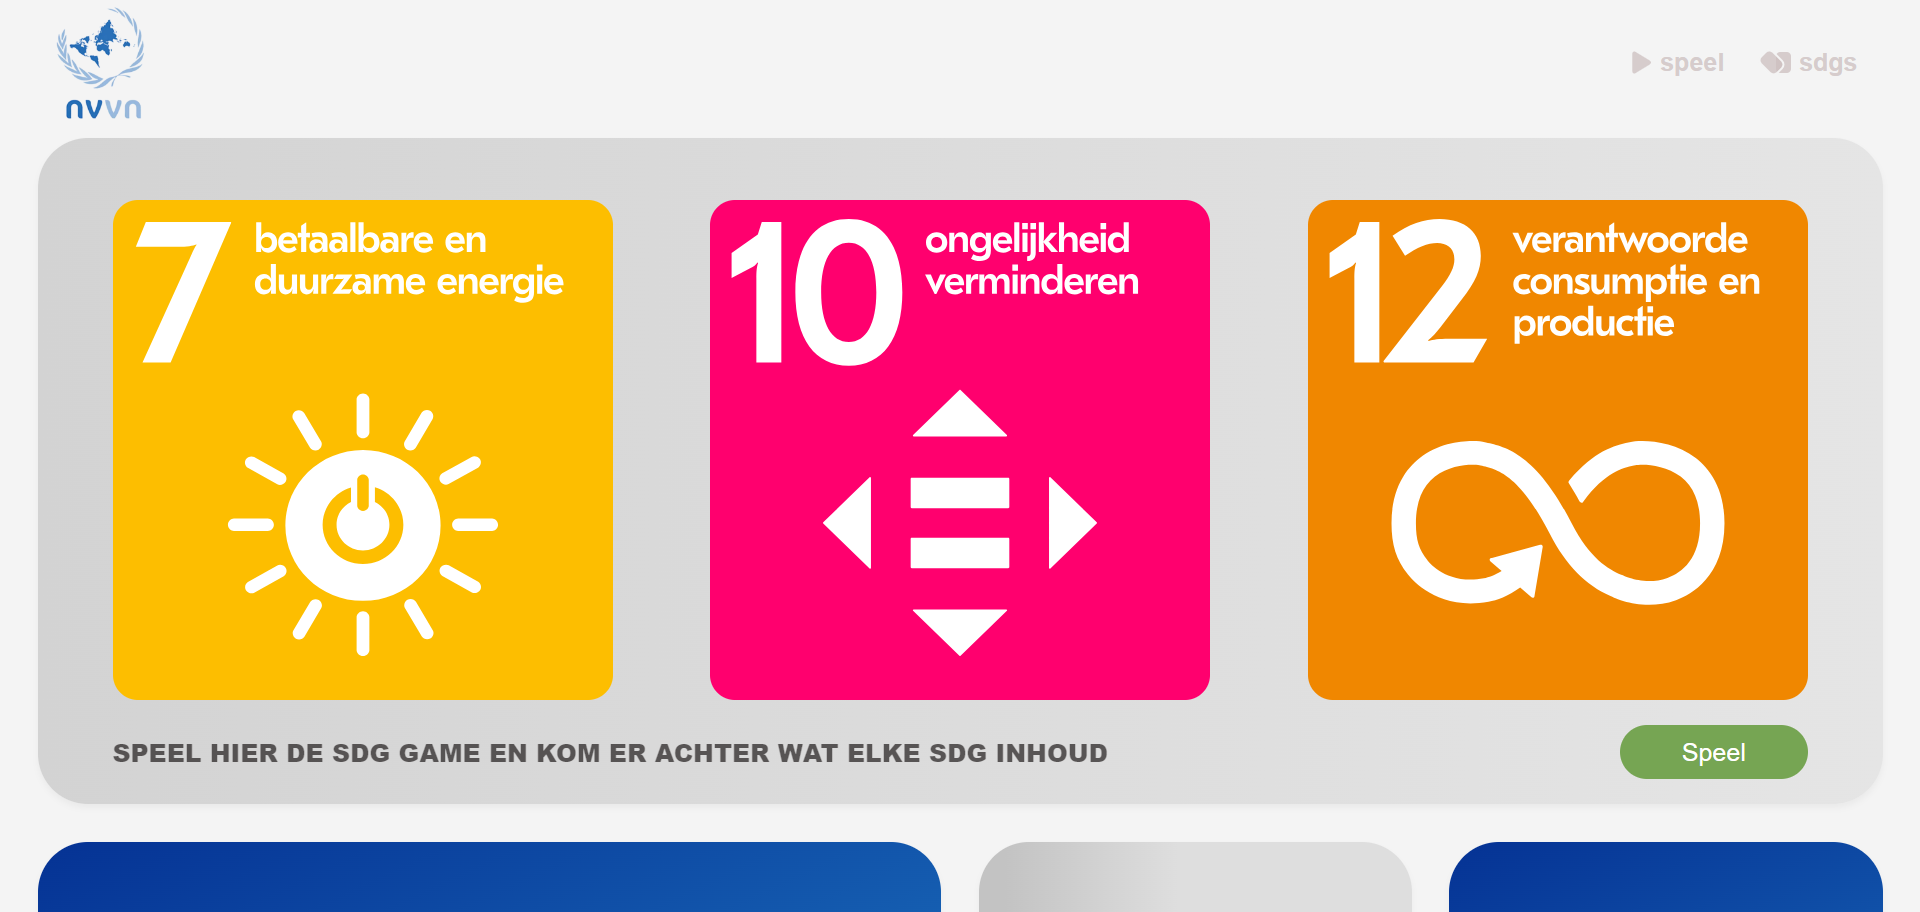 nvvn
speel
sdgs
7
betaalbare en
duurzame energie
10
ongelijkheid
verminderen
12
verantwoorde
consumptie en
productie
SPEEL HIER DE SDG GAME EN KOM ER ACHTER WAT ELKE SDG INHOUD
Speel